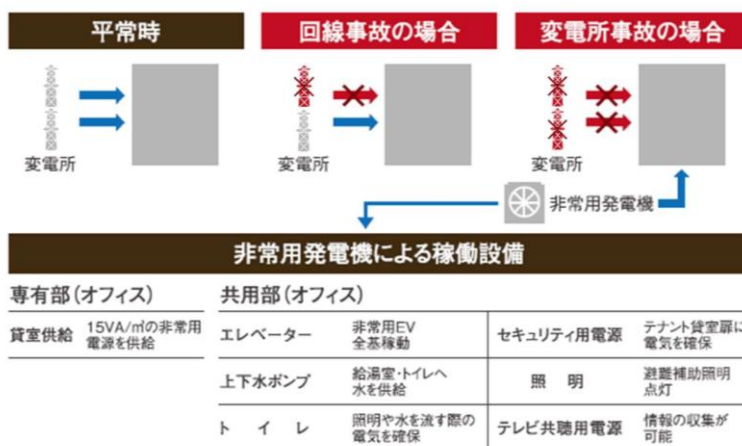 平常時
回線事故の場合
変電所事故の場合
変電所
変電所
変電所
非常用発電機
非常用発電機による稼働設備
専有部(オフィス)
貸室供給
15VA/㎡の非常用
電源を供給
共用部(オフィス)
エレベーター
非常用EV
全基稼動
セキュリティ用電源
テナント貸室扉に
電気を確保
上下水ポンプ
給湯室・トイレへ
水を供給
照 明
避難補助照明
点灯
ト イ レ
照明や水を流す際の
電気を確保
テレビ共聴用電源
情報の収集が
可能